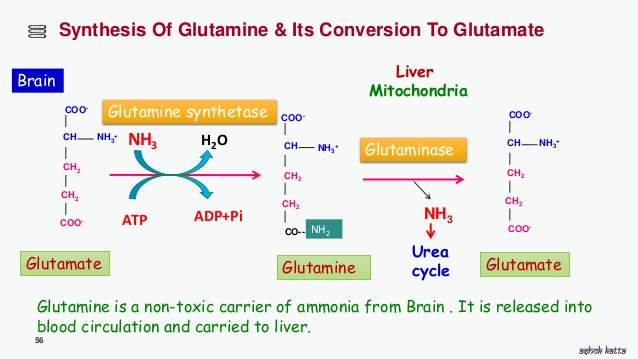 Synthesis Of Glutamine & Its Conversion To Glutamate
Brain
Liver
Mitochondria
COO-
CH
NH3+
CH2
CH2
COO-
Glutamate
Glutamine synthetase
NH3
H2O
ATP
ADP+Pi
COO-
CH
NH3+
CH2
CH2
CO--
NH2
Glutamine
Glutaminase
NH3
Urea
cycle
COO-
CH
NH3+
CH2
CH2
COO-
Glutamate
Glutamine is a non-toxic carrier of ammonia from Brain . It is released into
blood circulation and carried to liver.
56
ashok katta